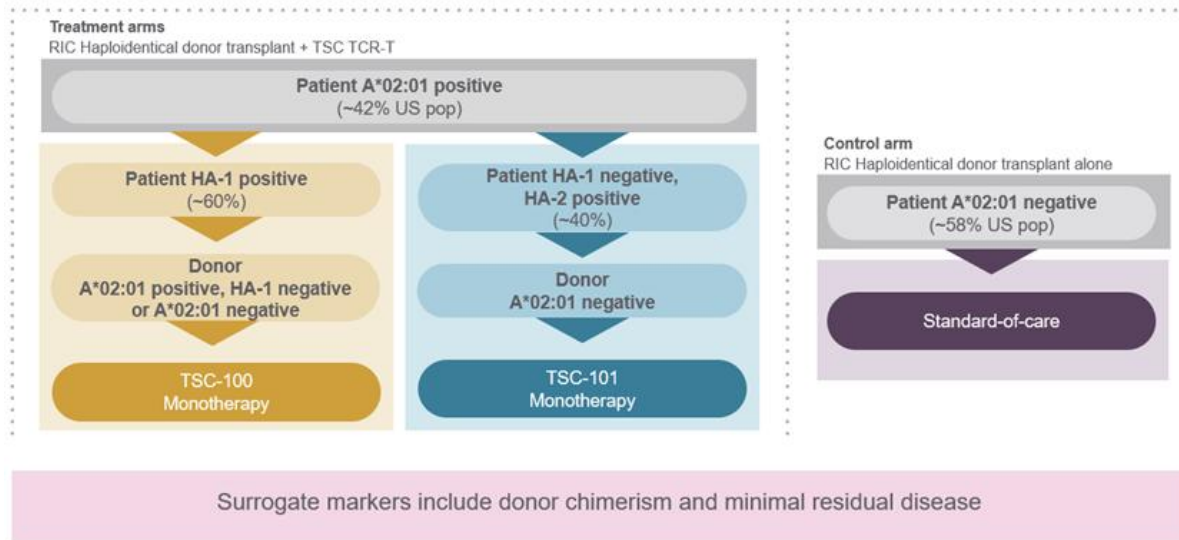 Treatment arms
RIC Haploidentical donor transplant + TSC TCR-T
Patient A*02:01 positive
(~42% US pop)
Patient HA-1 positive
(~60%)
Donor
A*02:01 positive, HA-1 negative
or A*02:01 negative
TSC-100
Monotherapy
Patient HA-1 negative,
HA-2 positive
(~40%)
Donor
A*02:01 negative
TSC-101
Monotherapy
Control arm
RIC Haploidentical donor transplant alone
Patient A*02:01 negative
(~58% US pop)
Standard-of-care
Surrogate markers include donor chimerism and minimal residual disease